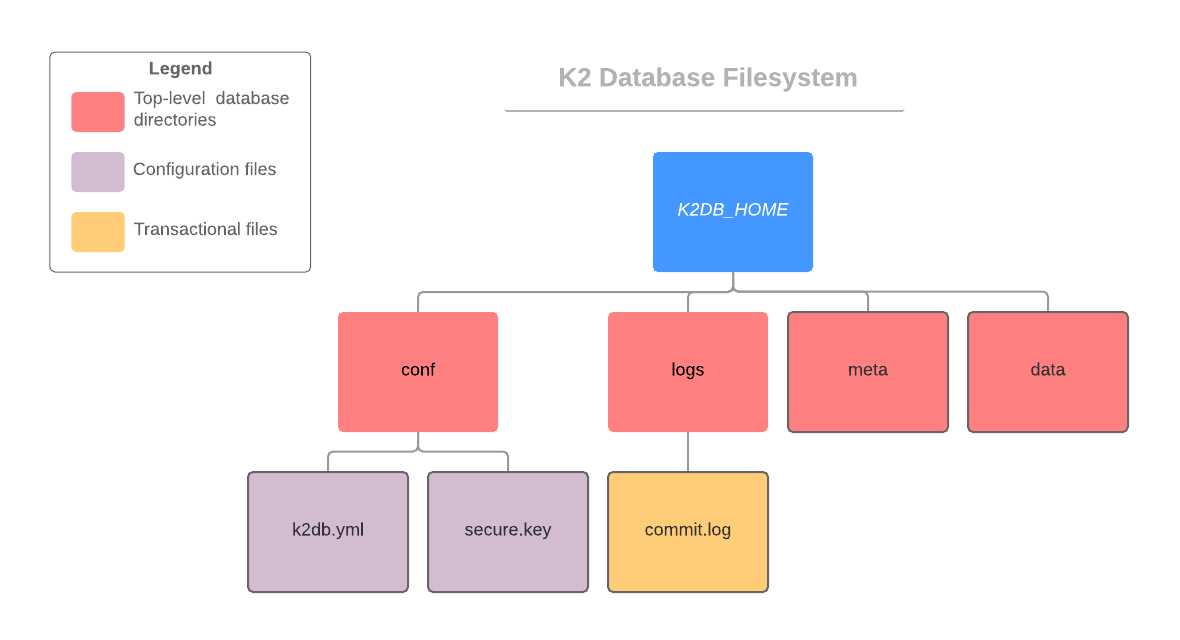 Legend
Top-level database
directories
Configuration files
Transactional files
K2 Database Filesystem
K2DB_HOME
conf
logs
meta
data
k2db.yml
secure.key
commit.log